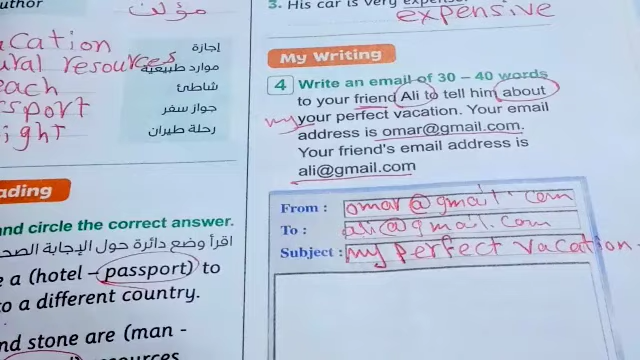 uthor
مؤلف
acation
إجازة
ural resources
موارد طبيعية
each
شاطئ
ssport
جواز سفر
ight
رحلة طيران
ading
and circle the correct answer.
اقرأ وضع دائرة حول الإجابة الصح
e a (hotel – passport) to
o a different country.
nd stone are (man -
3. His car is very
expensive
My Writing
4 Write an email of 30 – 40 words
to your friend Ali to tell him about
my
your perfect vacation. Your email
address is omar@gmail.com.
Your friend's email address is
ali@gmail.com
From : omar@gmail.com
To : ali@gmail.com
Subject : my perfect vacation